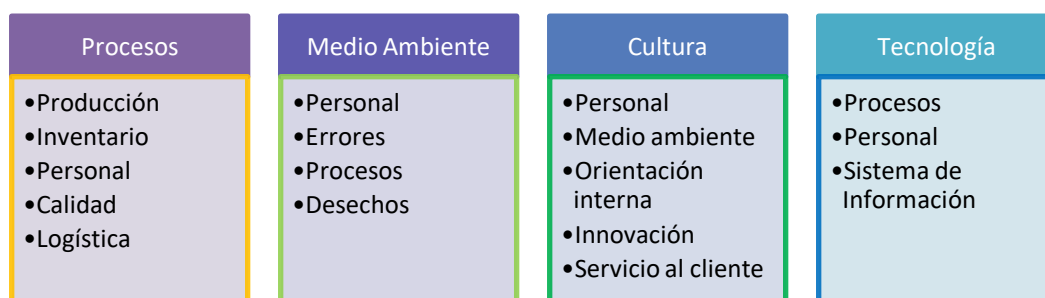 Procesos
•Producción
•Inventario
•Personal
•Calidad
•Logística
Medio Ambiente
•Personal
•Errores
•Procesos
•Desechos
Cultura
•Personal
•Medio ambiente
•Orientación
interna
•Innovación
•Servicio al cliente
Tecnología
•Procesos
•Personal
•Sistema de
Información